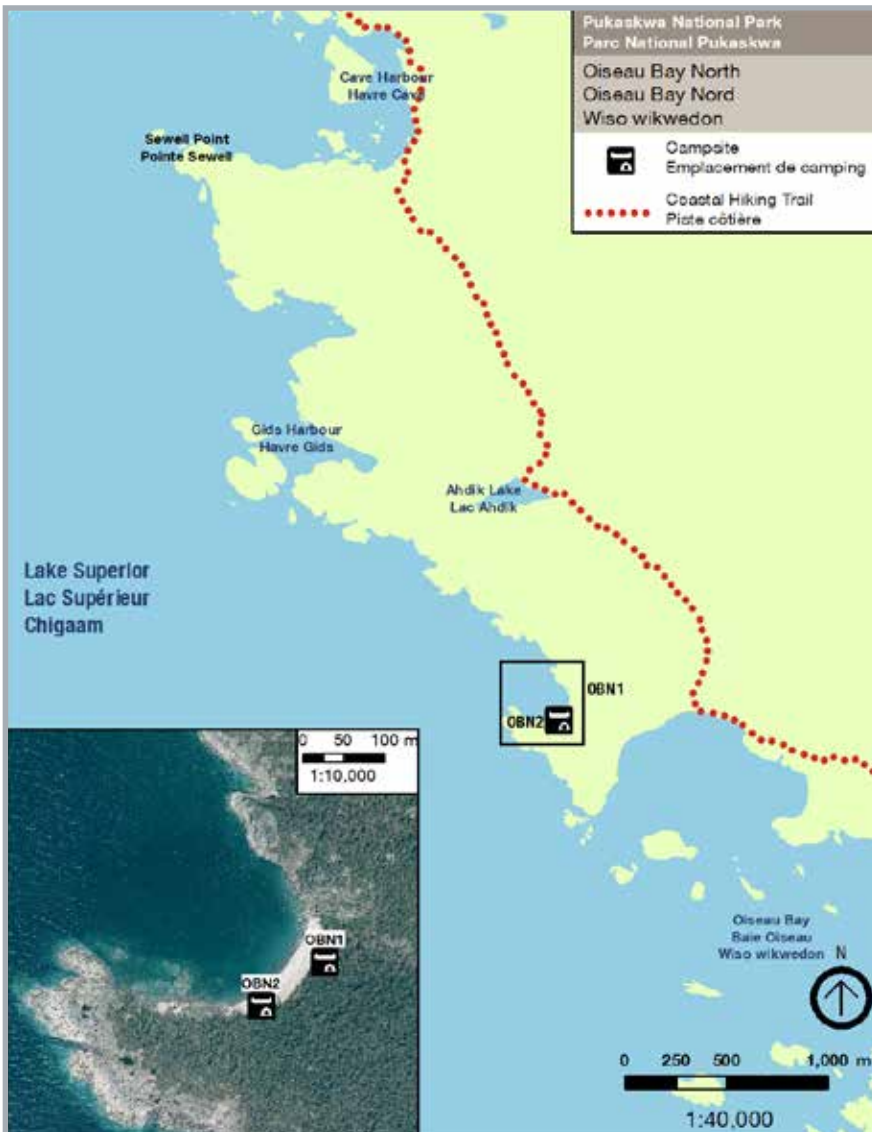 Pukaskwa National Park
Parc National Pukaskwa
Oiseau Bay North
Oiseau Bay Nord
Wiso wikwedon
Campsite
Emplacement de camping
Coastal Hiking Trail
Piste côtière
Cave Harbour
Havre Cave
Sewell Point
Pointe Sewell
Gids Harbour
Havre Gids
Ahdik Lake
Lac Ahdik
Lake Superior
Lac Supérieur
Chigaam
OBN1
OBN2
0 50 100 m
1:10,000
OBN1
OBN2
Oiseau Bay
Baie Oiseau
Wiso wikwedon
N
0 250 500 1,000 m
1:40,000